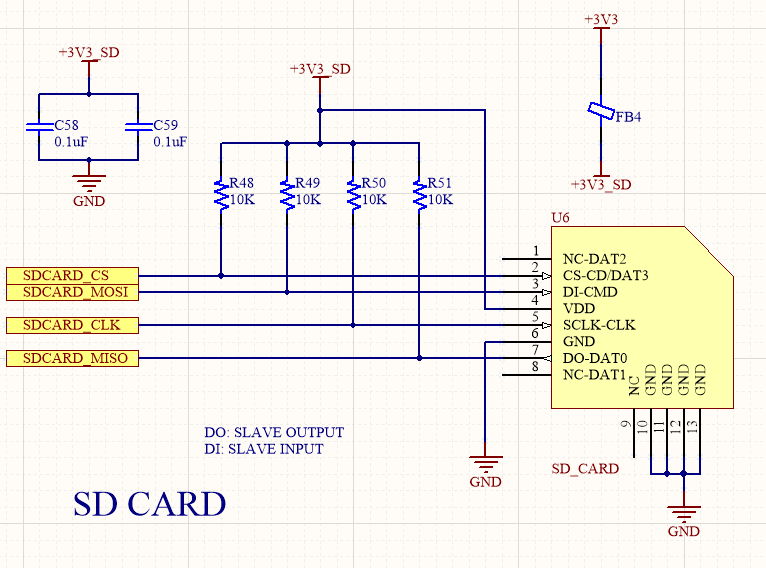 +3V3
+3V3_SD
+3V3_SD
C58
0.1uF
C59
0.1uF
FB4
GND
+3V3_SD
R48
10K
R49
10K
R50
10K
R51
10K
U6
SDCARD_CS
SDCARD_MOSI
SDCARD_CLK
SDCARD_MISO
1 NC-DAT2
2 CS-CD/DAT3
3 DI-CMD
4 VDD
5 SCLK-CLK
6 GND
7 DO-DAT0
8 NC-DAT1
NC
GND
GND
GND
GND
9
10
11
12
13
DO: SLAVE OUTPUT
DI: SLAVE INPUT
GND
SD_CARD
SD CARD
GND